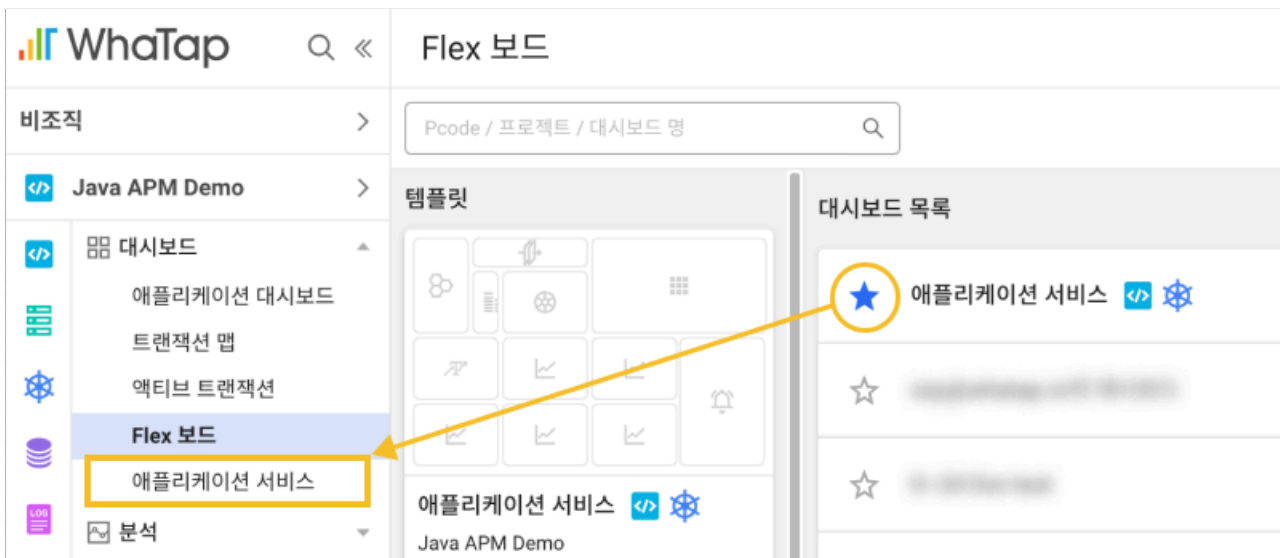 WhaTap
비조직
Java APM Demo
대시보드
애플리케이션 대시보드
트랜잭션 맵
액티브 트랜잭션
Flex 보드
애플리케이션 서비스
분석
LOG
Flex 보드
Pcode / 프로젝트 / 대시보드 명
템플릿
애플리케이션 서비스
Java APM Demo
대시보드 목록
애플리케이션 서비스